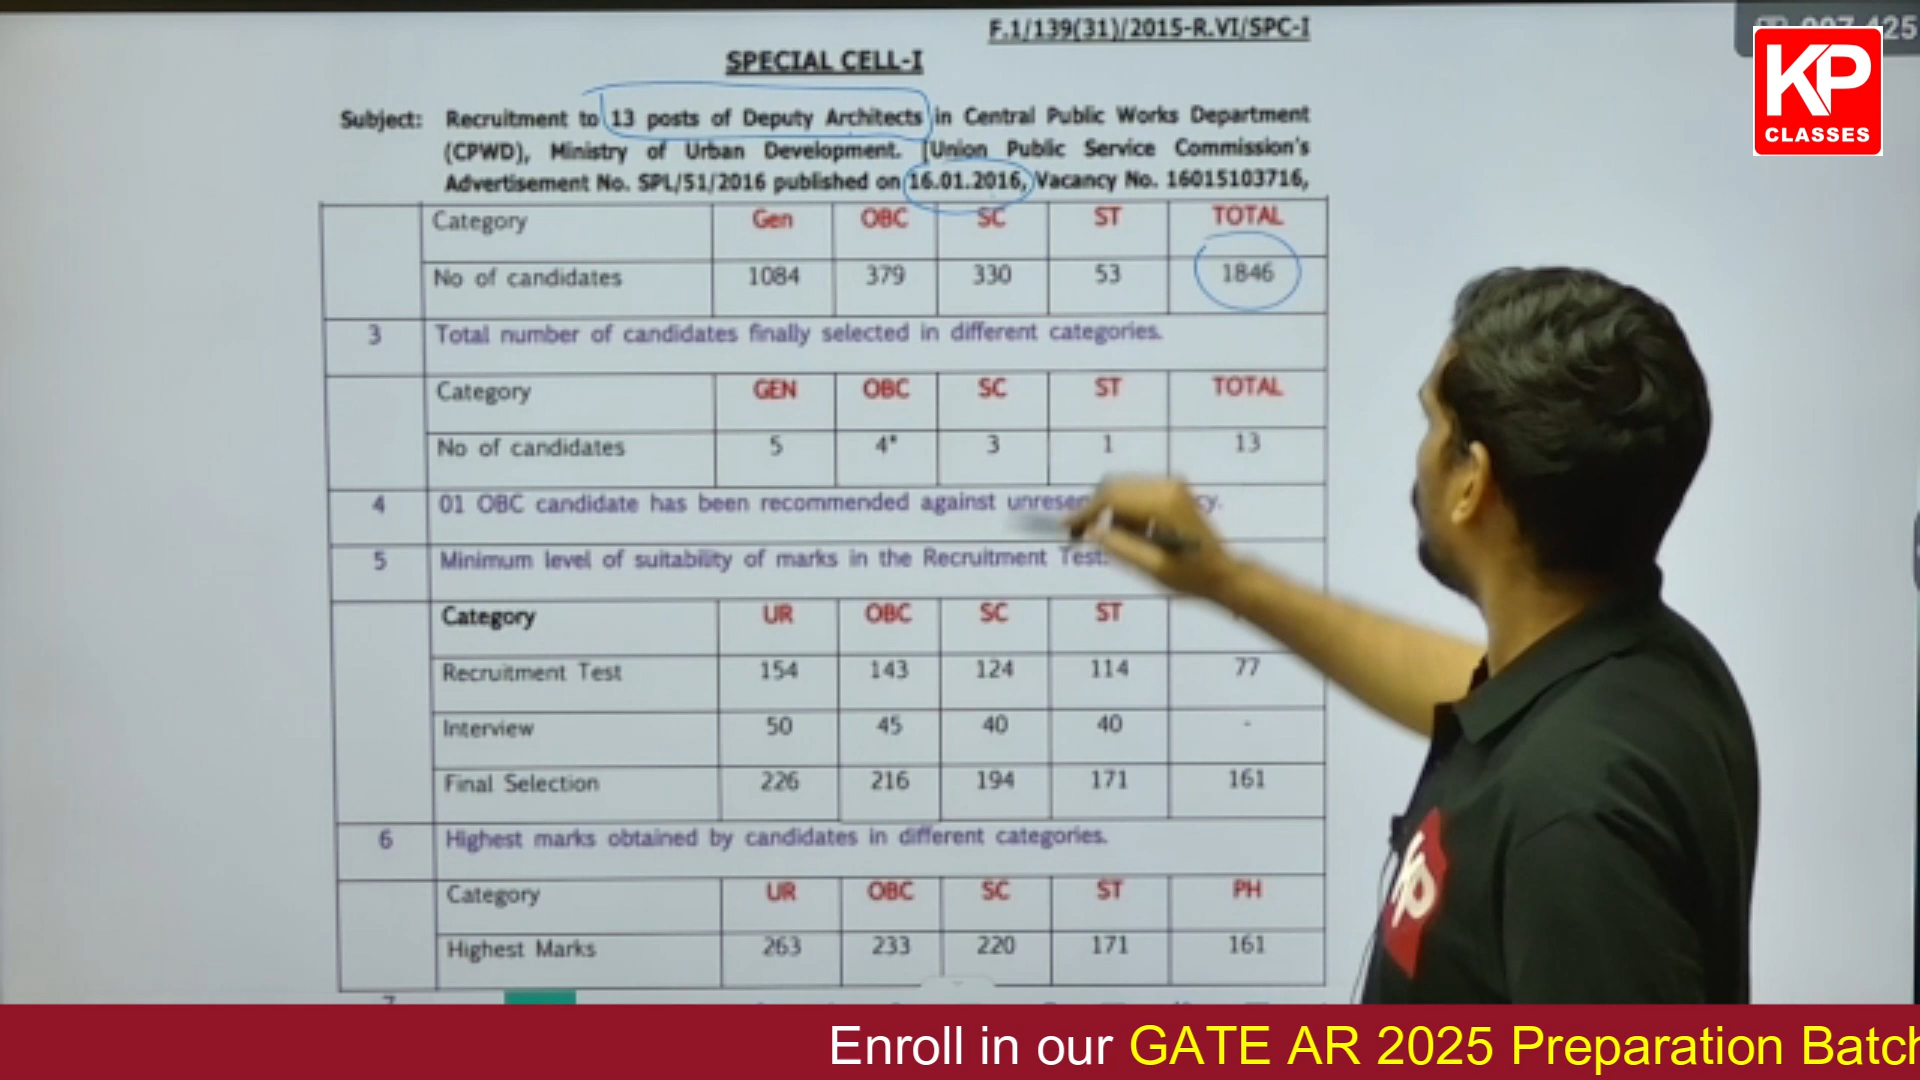 F.1/139(31)/2015-R.VI/SPC-I
SPECIAL CELL-I
KP
CLASSES
Subject: Recruitment to 13 posts of Deputy Architects in Central Public Works Department
(CPWD), Ministry of Urban Development. [Union Public Service Commission's
Advertisement No. SPL/51/2016 published on 16.01.2016, Vacancy No. 16015103716,
Category Gen OBC SC ST TOTAL
No of candidates 1084 379 330 53 1846
3 Total number of candidates finally selected in different categories.
Category GEN OBC SC ST TOTAL
No of candidates 5 4* 3 1 13
4 01 OBC candidate has been recommended against
5 Minimum level of suitability of marks in the Recruitment Test.
Category UR OBC SC ST
Recruitment Test 154 143 124 114 77
Interview 50 45 40 40 -
Final Selection 226 216 194 171 161
6 Highest marks obtained by candidates in different categories.
Category UR OBC SC ST PH
Highest Marks 263 233 220 171 161
KP
Enroll in our GATE AR 2025 Preparation Batch